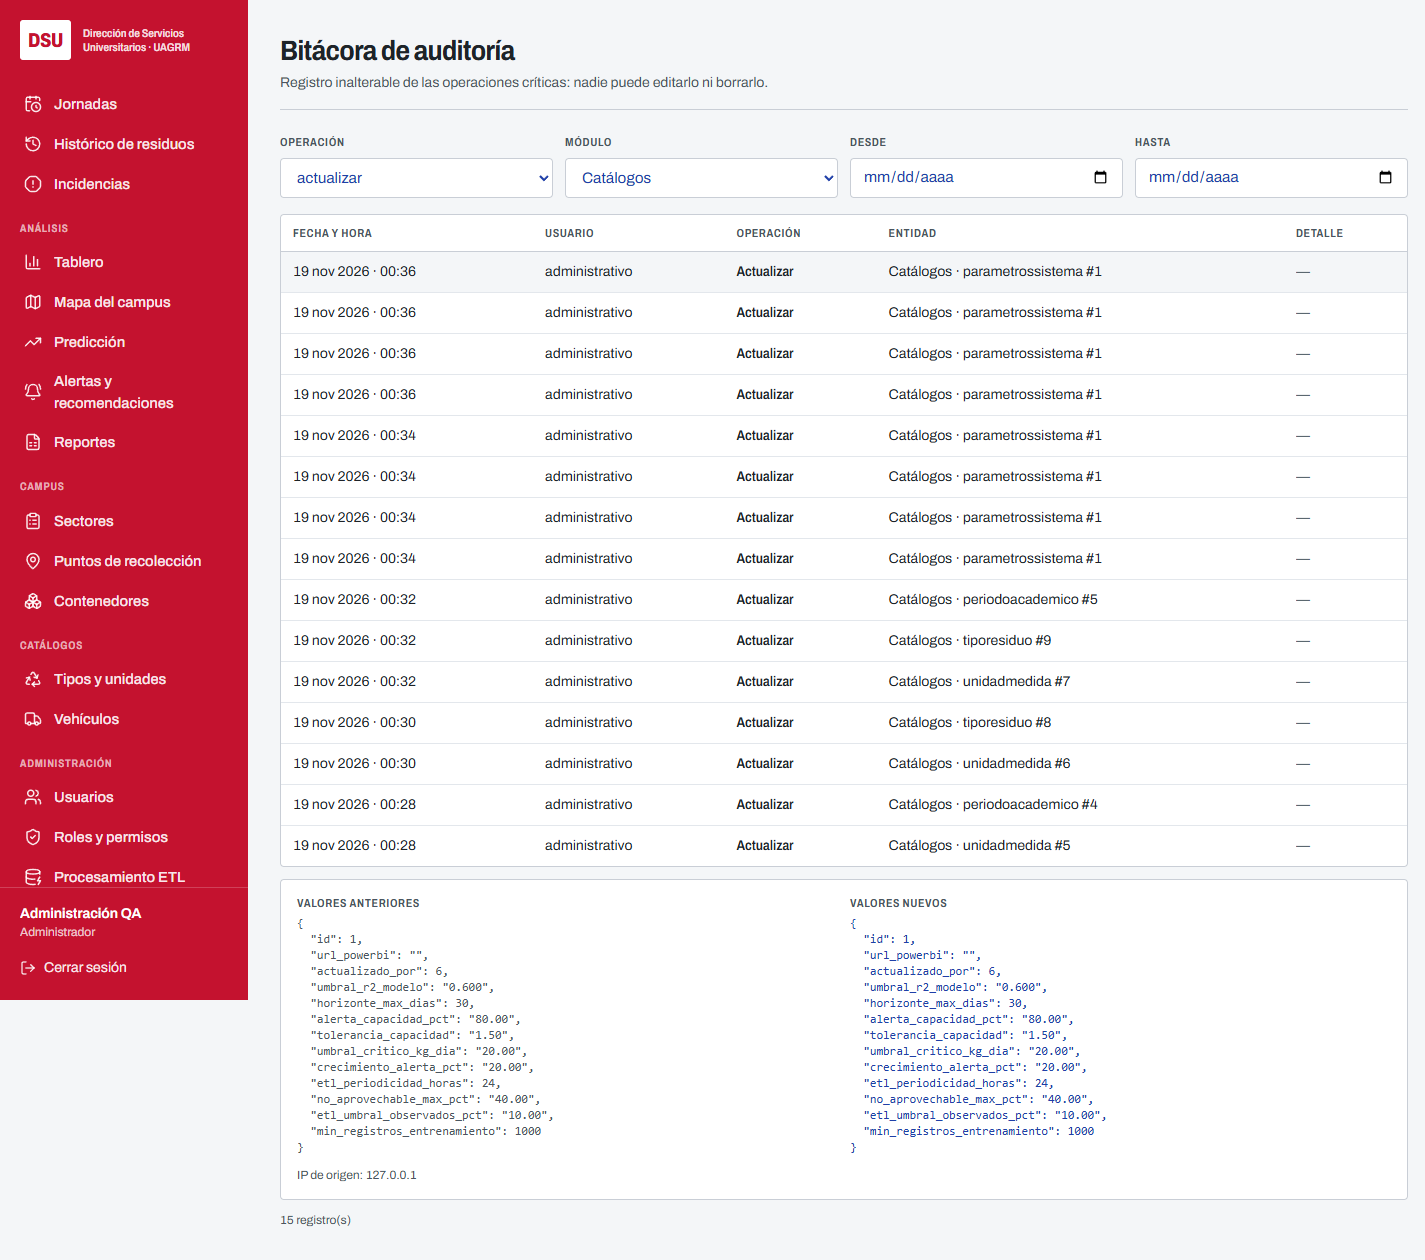 DSU
Dirección de Servicios
Universitarios · UAGRM
Jornadas
Histórico de residuos
Incidencias
ANÁLISIS
Tablero
Mapa del campus
Predicción
Alertas y
recomendaciones
Reportes
CAMPUS
Sectores
Puntos de recolección
Contenedores
CATÁLOGOS
Tipos y unidades
Vehículos
ADMINISTRACIÓN
Usuarios
Roles y permisos
Procesamiento ETL
Administración QA
Administrador
Cerrar sesión
Bitácora de auditoría
Registro inalterable de las operaciones críticas: nadie puede editarlo ni borrarlo.
OPERACIÓN MÓDULO DESDE HASTA
actualizar Catálogos mm/dd/aaaa mm/dd/aaaa
FECHA Y HORA USUARIO OPERACIÓN ENTIDAD DETALLE
19 nov 2026 · 00:36 administrativo Actualizar Catálogos · parametrossistema #1 —
19 nov 2026 · 00:36 administrativo Actualizar Catálogos · parametrossistema #1 —
19 nov 2026 · 00:36 administrativo Actualizar Catálogos · parametrossistema #1 —
19 nov 2026 · 00:36 administrativo Actualizar Catálogos · parametrossistema #1 —
19 nov 2026 · 00:34 administrativo Actualizar Catálogos · parametrossistema #1 —
19 nov 2026 · 00:34 administrativo Actualizar Catálogos · parametrossistema #1 —
19 nov 2026 · 00:34 administrativo Actualizar Catálogos · parametrossistema #1 —
19 nov 2026 · 00:34 administrativo Actualizar Catálogos · parametrossistema #1 —
19 nov 2026 · 00:32 administrativo Actualizar Catálogos · periodoacademico #5 —
19 nov 2026 · 00:32 administrativo Actualizar Catálogos · tiporesiduo #9 —
19 nov 2026 · 00:32 administrativo Actualizar Catálogos · unidadmedida #7 —
19 nov 2026 · 00:30 administrativo Actualizar Catálogos · tiporesiduo #8 —
19 nov 2026 · 00:30 administrativo Actualizar Catálogos · unidadmedida #6 —
19 nov 2026 · 00:28 administrativo Actualizar Catálogos · periodoacademico #4 —
19 nov 2026 · 00:28 administrativo Actualizar Catálogos · unidadmedida #5 —
VALORES ANTERIORES
{
"id": 1,
"url_powerbi": "",
"actualizado_por": 6,
"umbral_r2_modelo": "0.600",
"horizonte_max_dias": 30,
"alerta_capacidad_pct": "80.00",
"tolerancia_capacidad": "1.50",
"umbral_critico_kg_dia": "20.00",
"crecimiento_alerta_pct": "20.00",
"etl_periodicidad_horas": 24,
"no_aprovechable_max_pct": "40.00",
"etl_umbral_observados_pct": "10.00",
"min_registros_entrenamiento": 1000
}
VALORES NUEVOS
{
"id": 1,
"url_powerbi": "",
"actualizado_por": 6,
"umbral_r2_modelo": "0.600",
"horizonte_max_dias": 30,
"alerta_capacidad_pct": "80.00",
"tolerancia_capacidad": "1.50",
"umbral_critico_kg_dia": "20.00",
"crecimiento_alerta_pct": "20.00",
"etl_periodicidad_horas": 24,
"no_aprovechable_max_pct": "40.00",
"etl_umbral_observados_pct": "10.00",
"min_registros_entrenamiento": 1000
}
IP de origen: 127.0.0.1
15 registro(s)